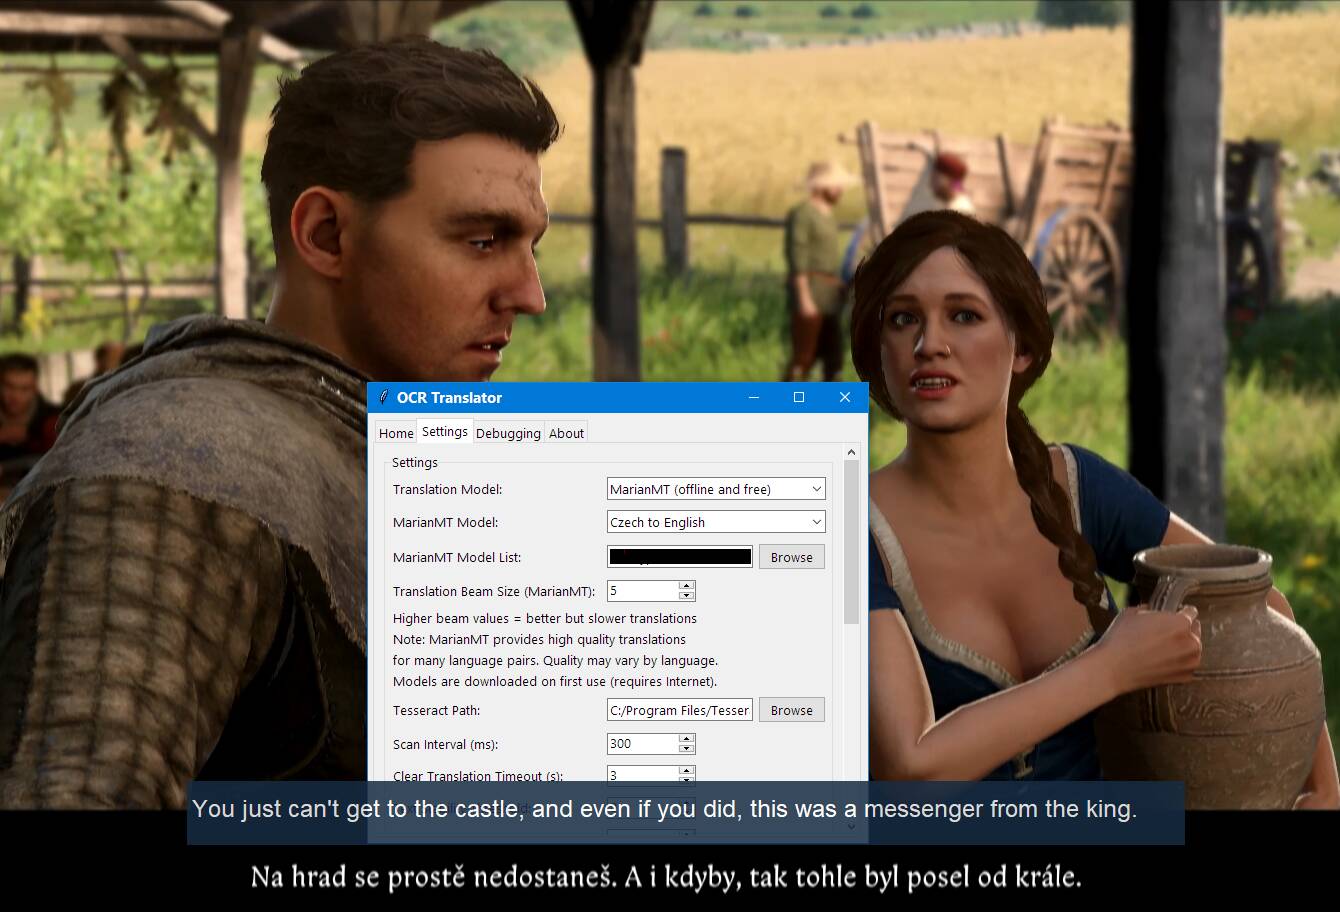 OCR Translator
Home Settings Debugging About
Settings
Translation Model: MarianMT (offline and free)
MarianMT Model: Czech to English
MarianMT Model List: Browse
Translation Beam Size (MarianMT): 5
Higher beam values = better but slower translations
Note: MarianMT provides high quality translations
for many language pairs. Quality may vary by language.
Models are downloaded on first use (requires Internet).
Tesseract Path: C:/Program Files/Tesser Browse
Scan Interval (ms): 300
Clear Translation Timeout (s): 3
You just can't get to the castle, and even if you did, this was a messenger from the king.
Na hrad se prostě nedostaneš. A i kdyby, tak tohle byl posel od krále.